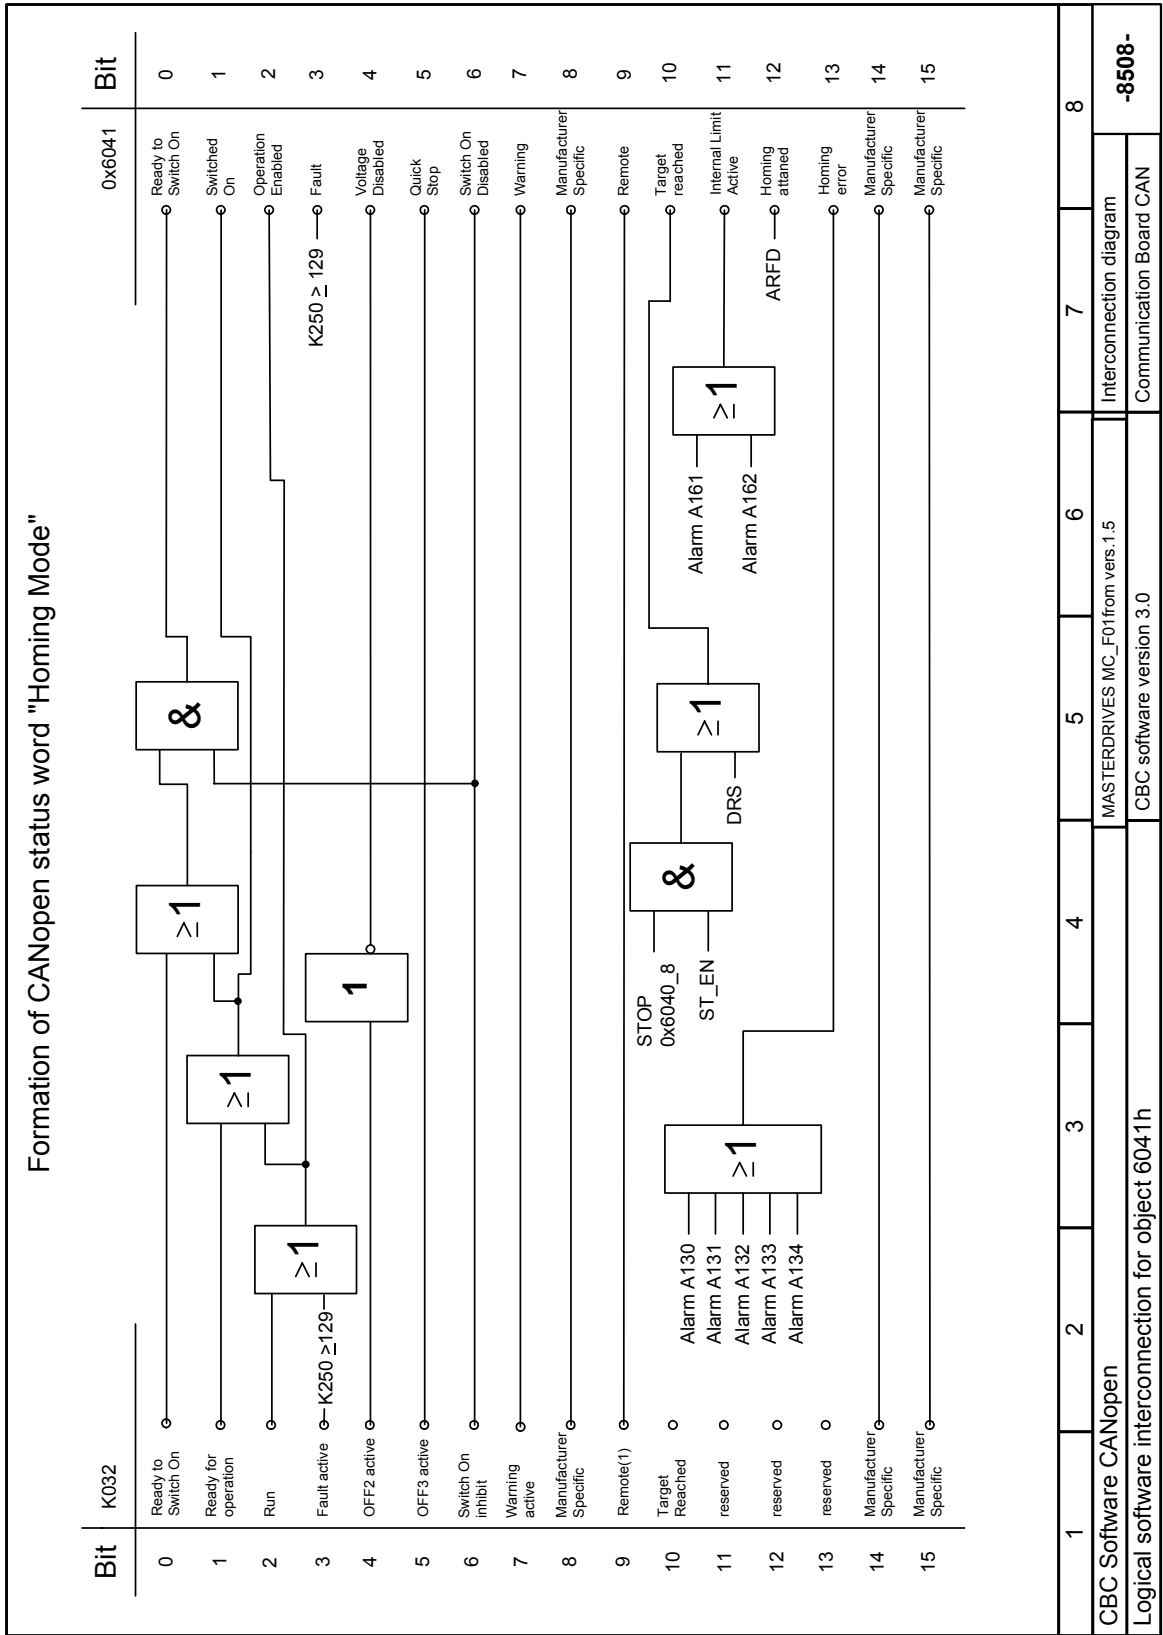 Formation of CANopen status word "Homing Mode"
Bit K032
0x6041 Bit
0
Ready to
Switch On
1
Ready for
operation
2
Run
3
Fault active
4
OFF2 active
5
OFF3 active
6
Switch On
inhibit
7
Warning
active
8
Manufacturer
Specific
9
Remote(1)
10
Target
Reached
11
reserved
12
reserved
13
reserved
14
Manufacturer
Specific
15
Manufacturer
Specific
K250 ≥129
≥1
≥1
≥1
&
1
Alarm A130
Alarm A131
Alarm A132
Alarm A133
Alarm A134
≥1
STOP
0x6040_8
ST_EN
&
DRS
≥1
Alarm A161
Alarm A162
≥1
K250 ≥ 129
ARFD
Ready to
Switch On
0
Switched
On
1
Operation
Enabled
2
Fault
3
Voltage
Disabled
4
Quick
Stop
5
Switch On
Disabled
6
Warning
7
Manufacturer
Specific
8
Remote
9
Target
reached
10
Internal Limit
Active
11
Homing
attaned
12
Homing
error
13
Manufacturer
Specific
14
Manufacturer
Specific
15
1 2 3 4 5 6 7 8
CBC Software CANopen
MASTERDRIVES MC_F01from vers.1.5
Interconnection diagram
-8508-
Logical software interconnection for object 6041h
CBC software version 3.0
Communication Board CAN